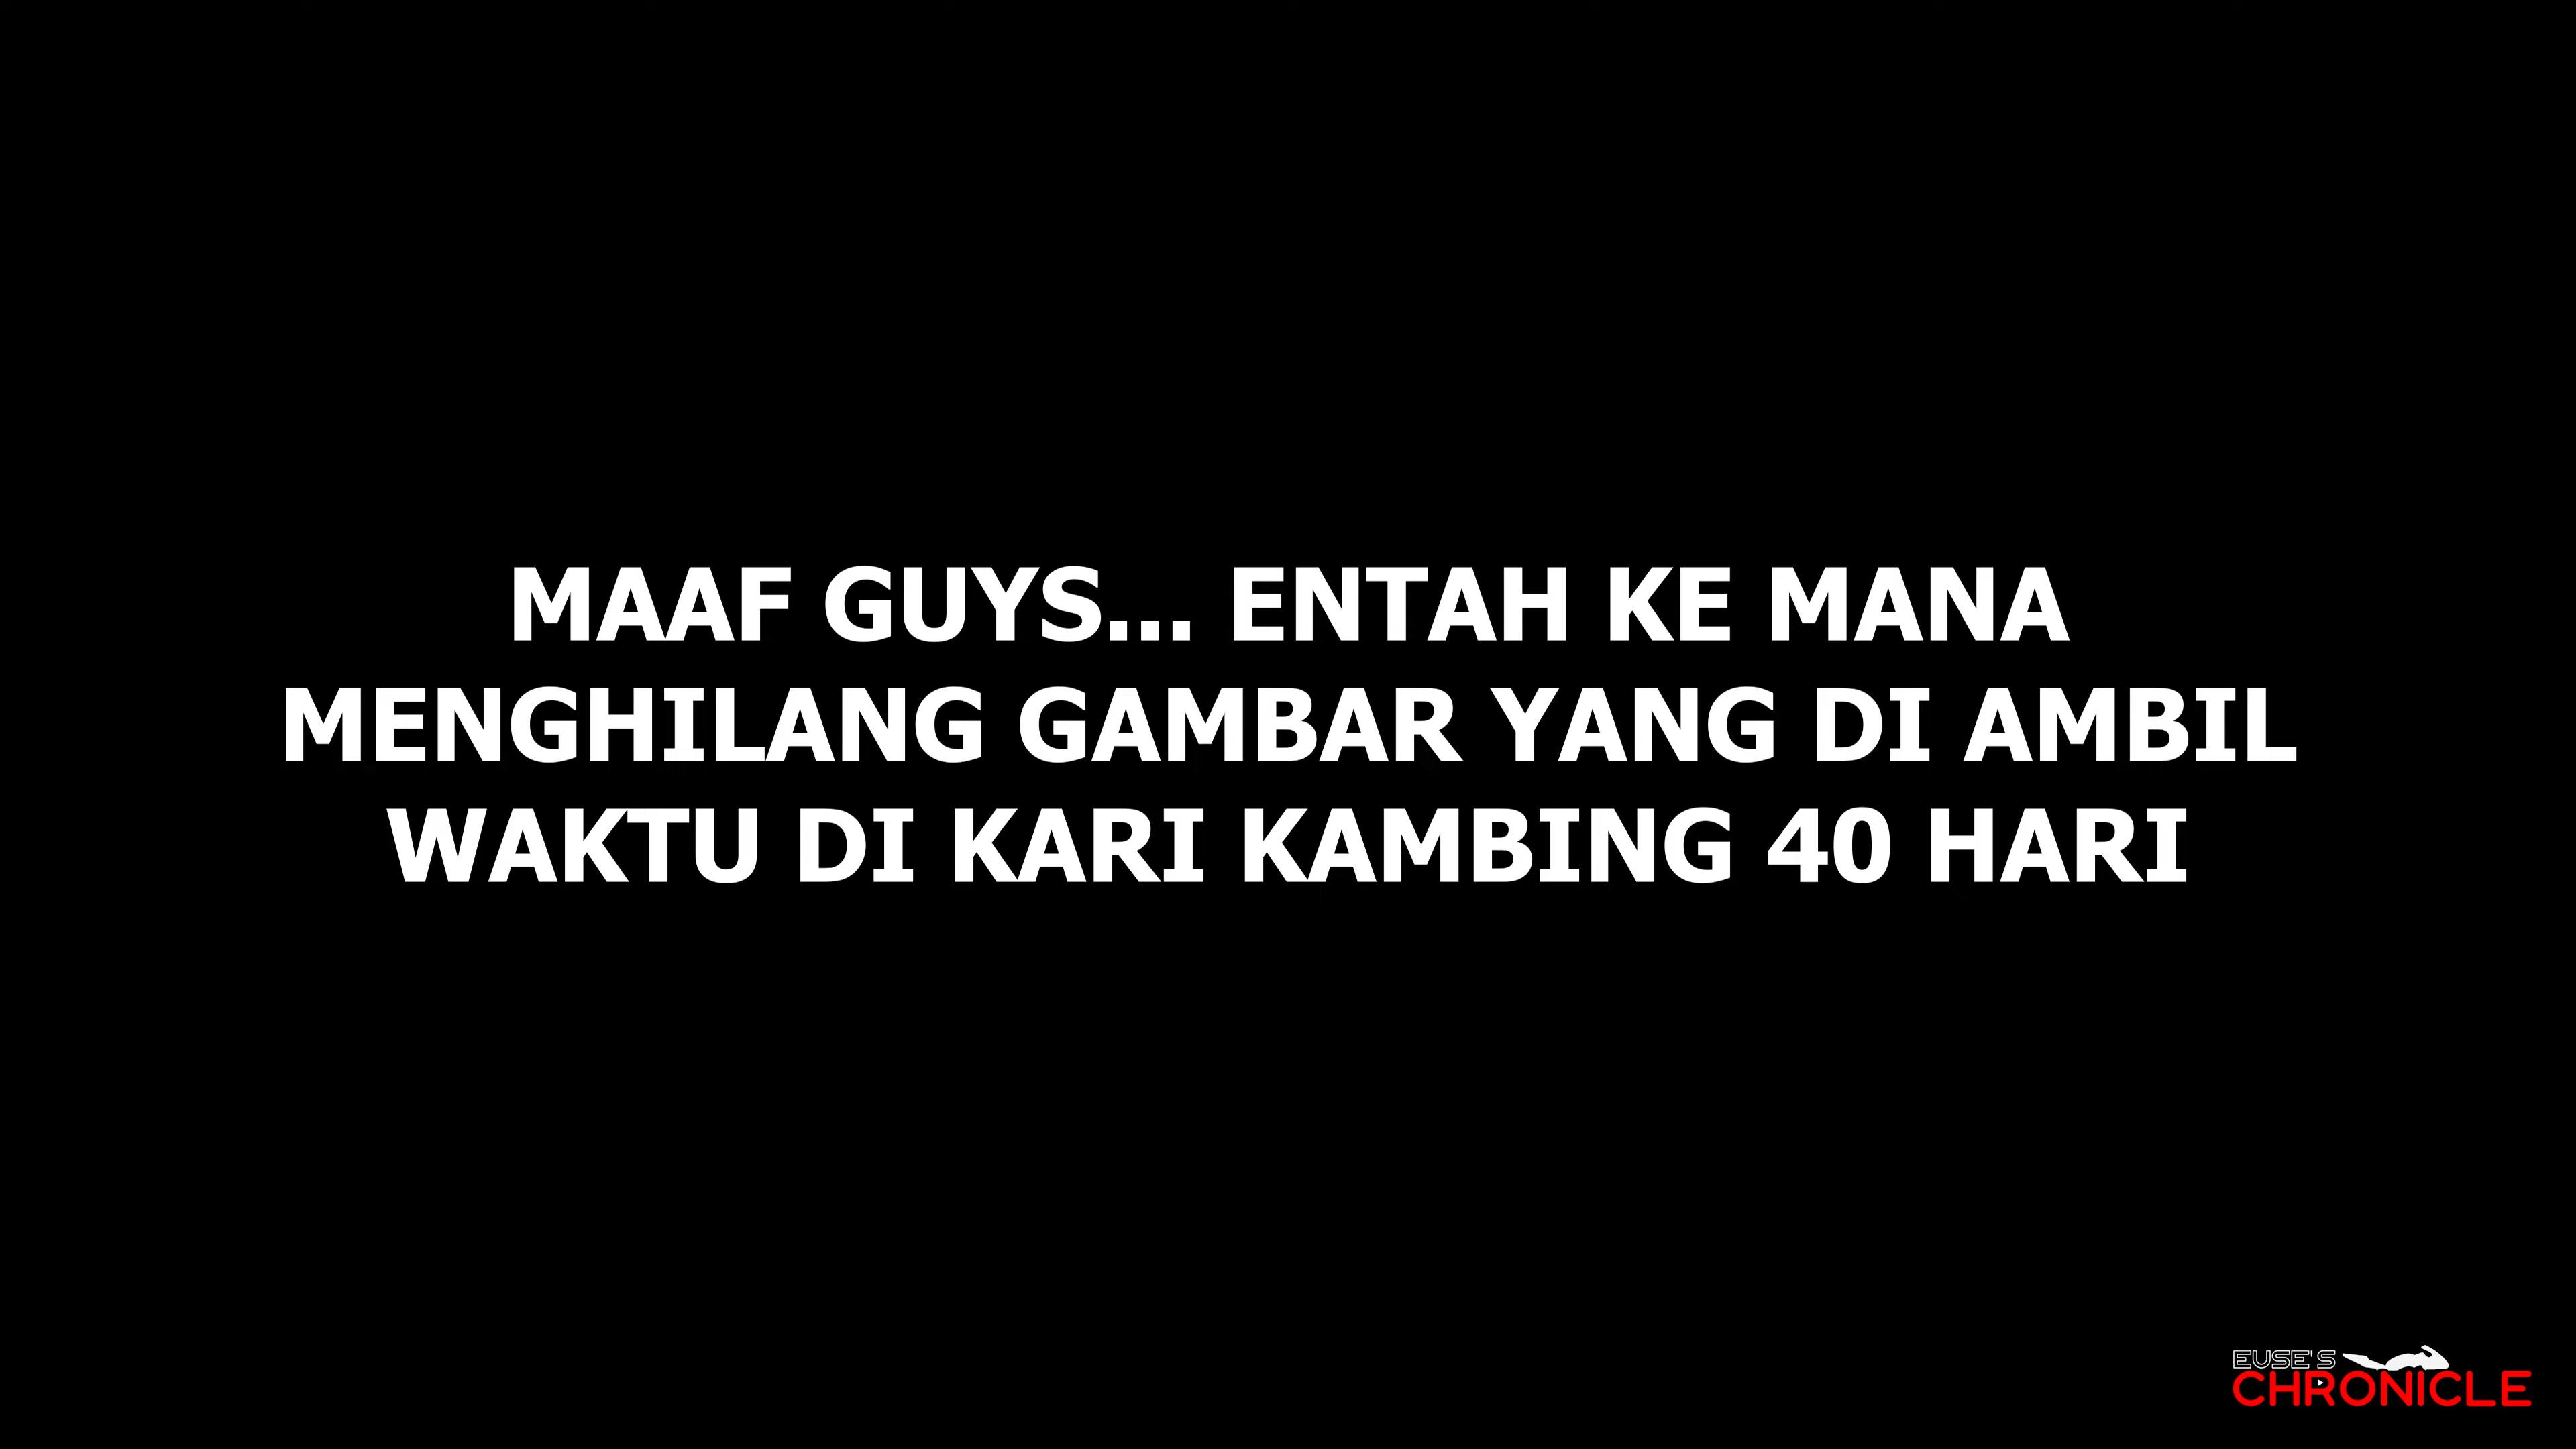 MAAF GUYS... ENTAH KE MANA
MENGHILANG GAMBAR YANG DI AMBIL
WAKTU DI KARI KAMBING 40 HARI
EUSE'S
CHRONICLE